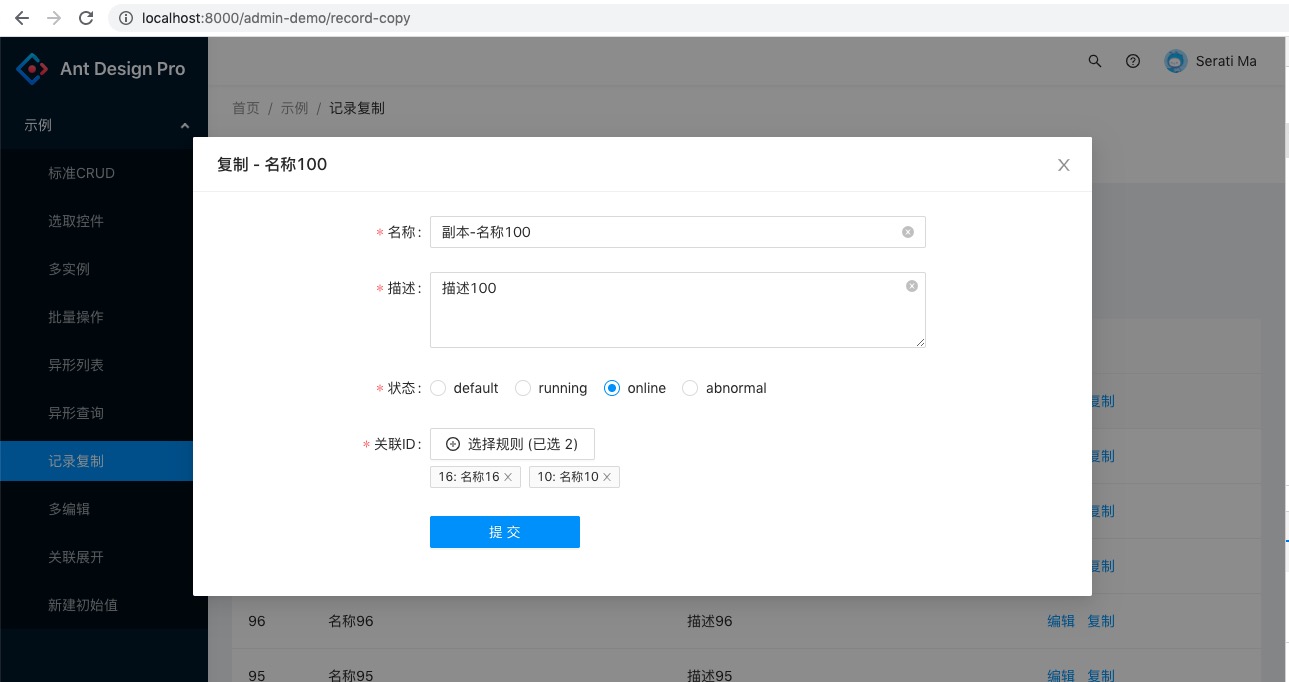 localhost:8000/admin-demo/record-copy
Ant Design Pro
Serati Ma
首页 / 示例 / 记录复制
示例
标准CRUD
选取控件
多实例
批量操作
异形列表
异形查询
记录复制
多编辑
关联展开
新建初始值
复制 - 名称100
* 名称: 副本-名称100
* 描述: 描述100
* 状态: default running online abnormal
* 关联ID: 选择规则 (已选 2)
16: 名称16 10: 名称10
提 交
复制
复制
复制
复制
96 名称96 描述96 编辑 复制
95 名称95 描述95 编辑 复制